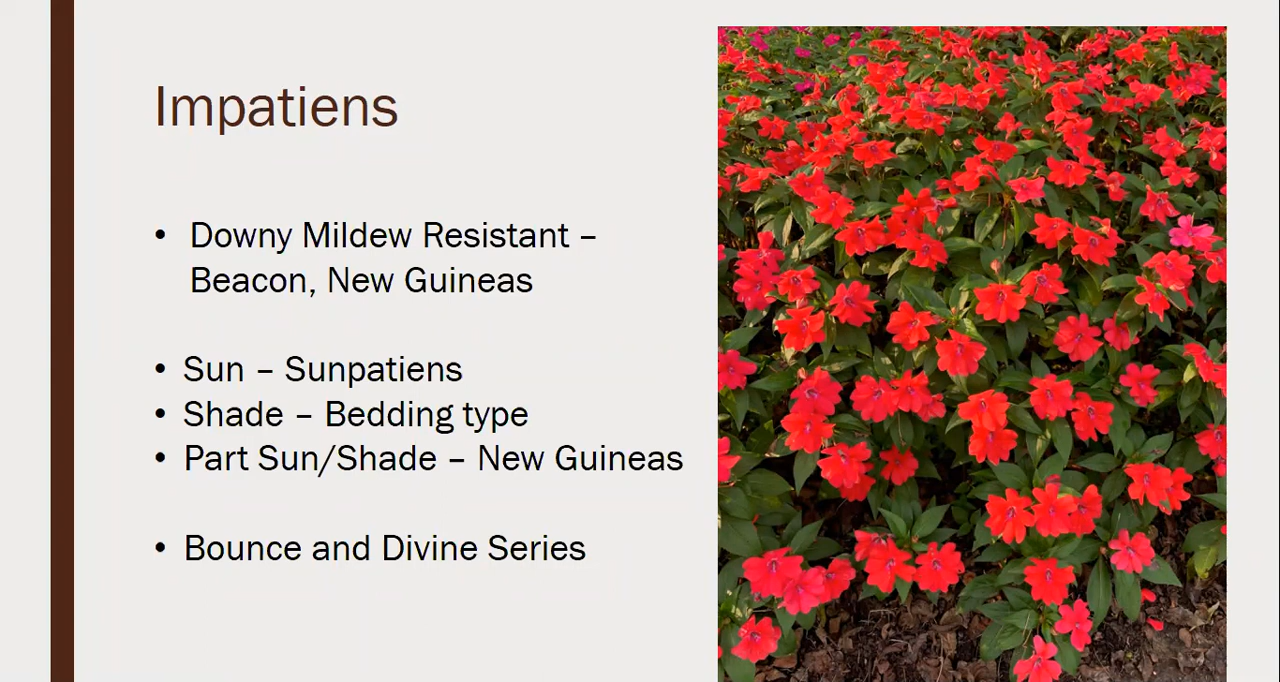 Impatiens
• Downy Mildew Resistant –
Beacon, New Guineas
• Sun – Sunpatiens
• Shade – Bedding type
• Part Sun/Shade – New Guineas
• Bounce and Divine Series